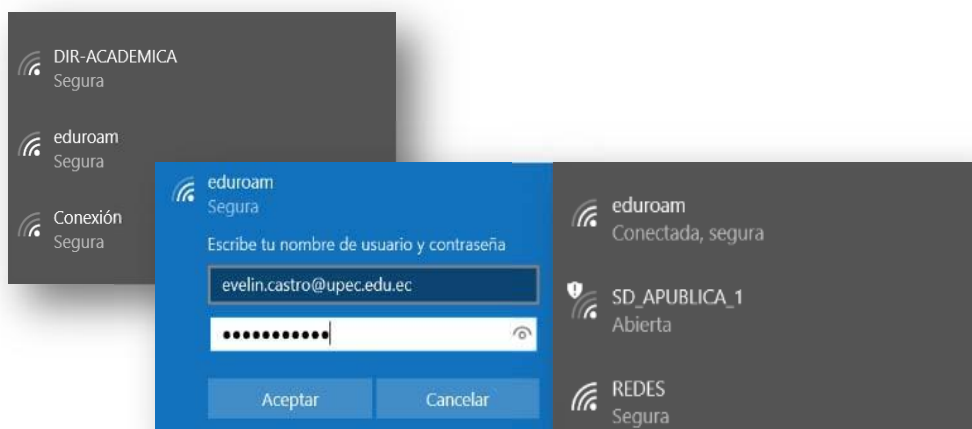 DIR-ACADEMICA
Segura
eduroam
Segura
Conexión
Segura
eduroam
Segura
Escribe tu nombre de usuario y contraseña
evelin.castro@upec.edu.ec
•••••••••••
Aceptar
Cancelar
eduroam
Conectada, segura
SD_APUBLICA_1
Abierta
REDES
Segura